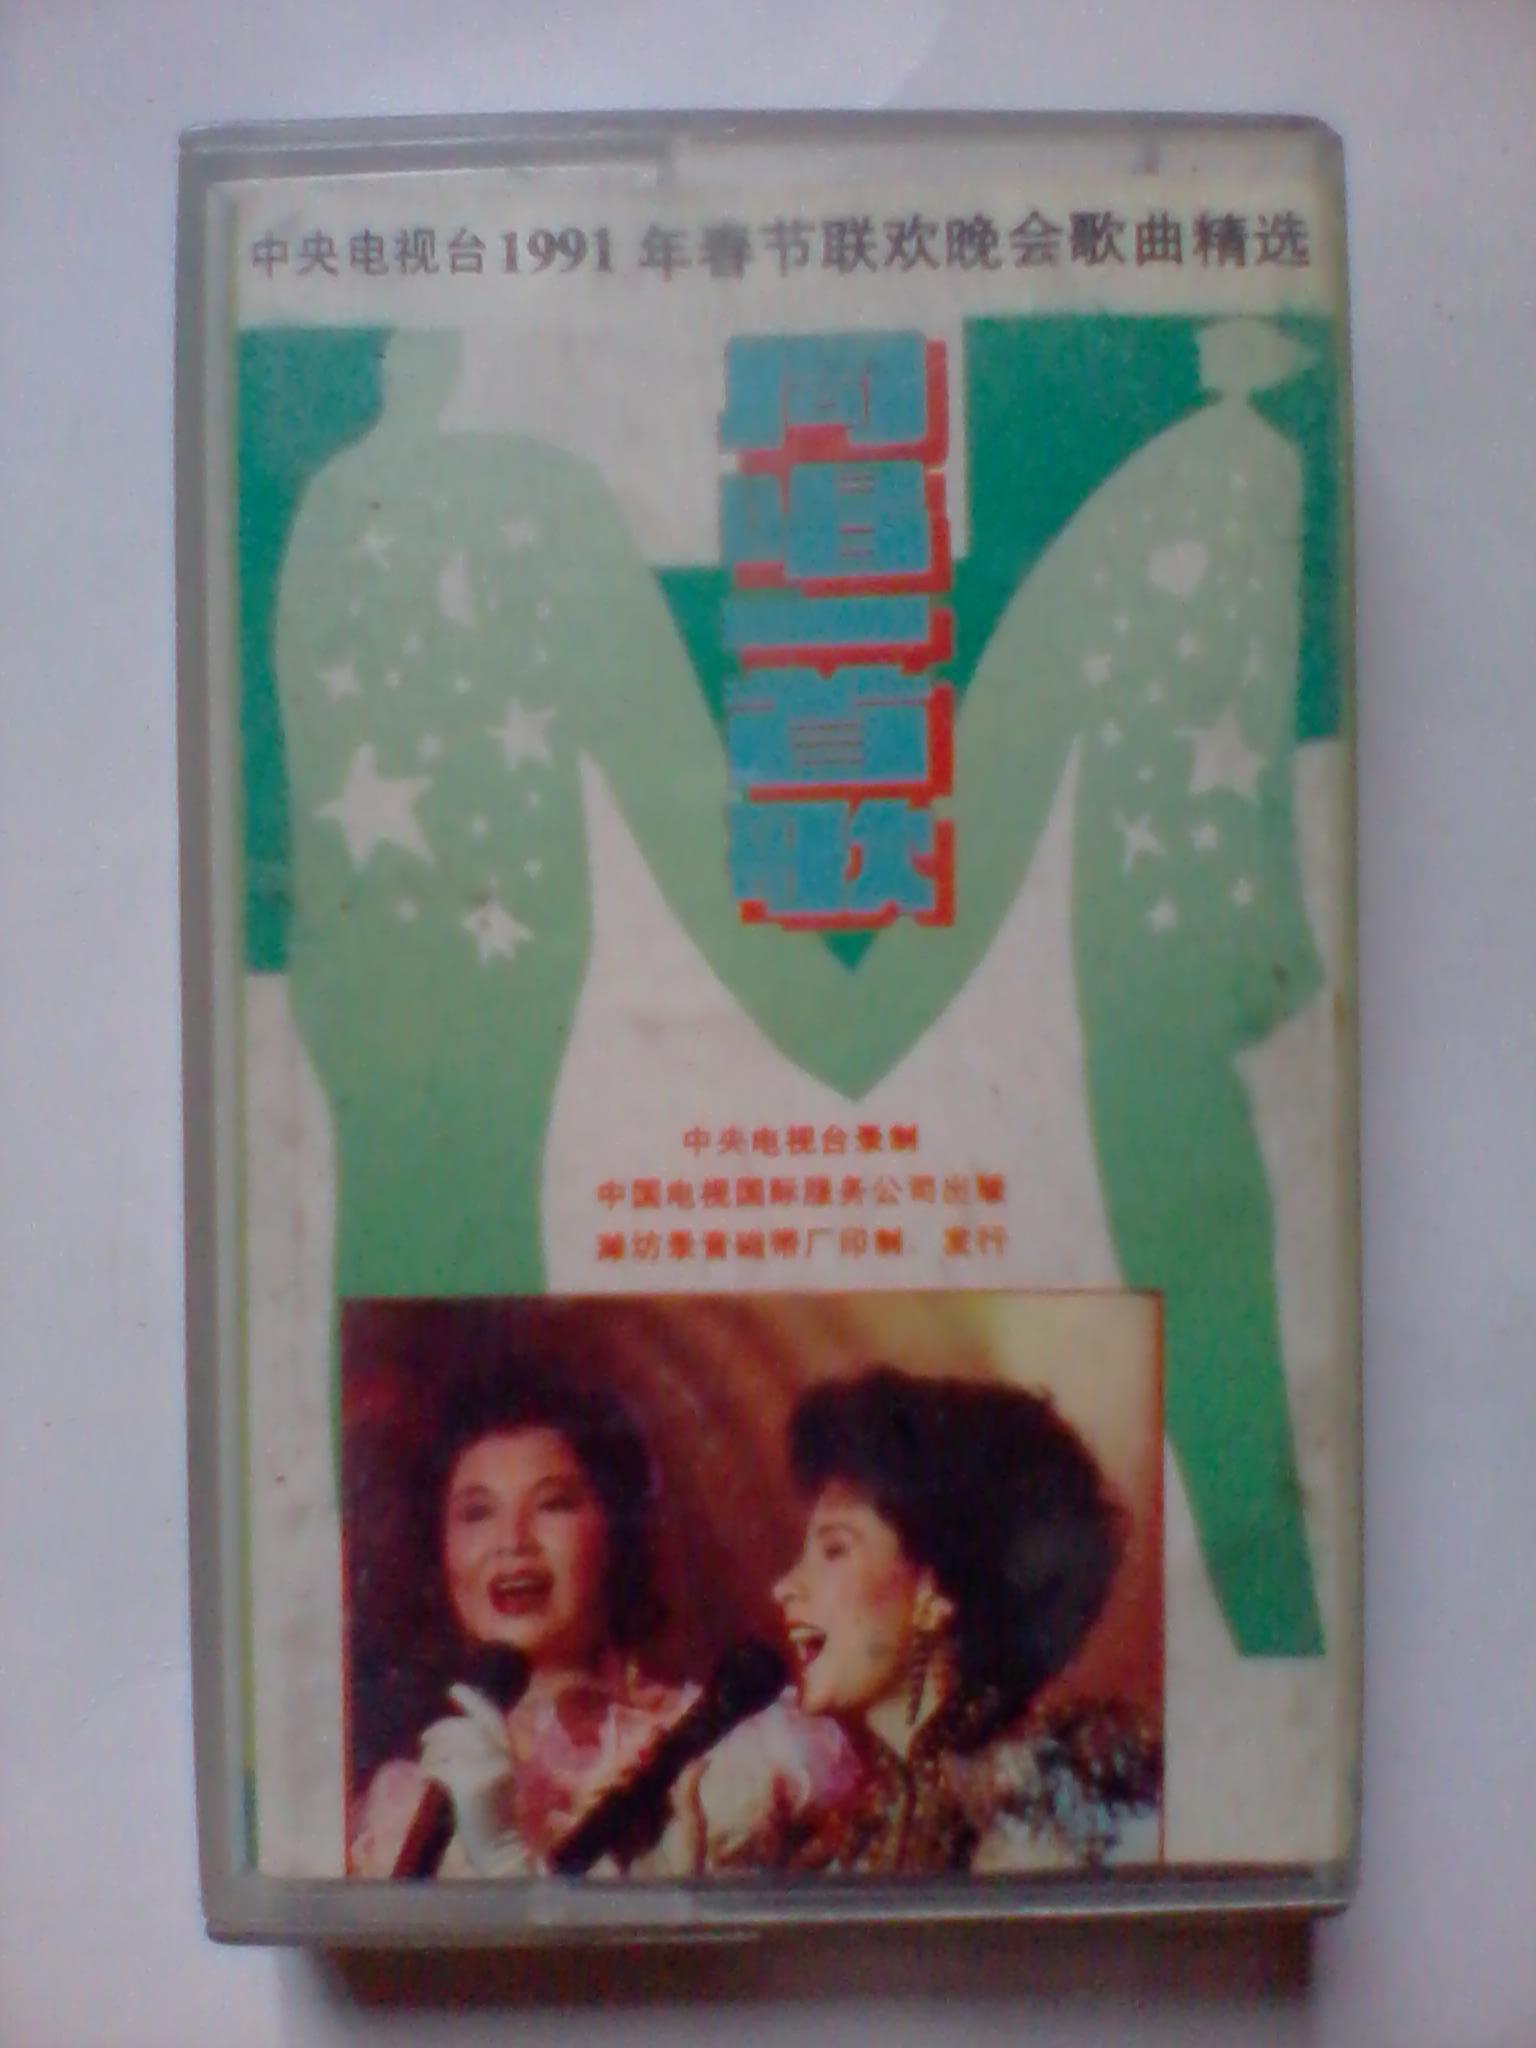 中央电视台1991年春节联欢晚会歌曲精选
同唱一首歌
中央电视台录制
中国电视国际服务公司出版
潍坊录音磁带厂印制、发行